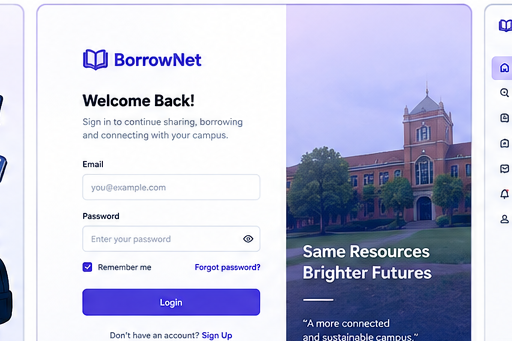 BorrowNet
Welcome Back!
Sign in to continue sharing, borrowing
and connecting with your campus.
Email
you@example.com
Password
Enter your password
Remember me
Forgot password?
Login
Don't have an account? Sign Up
Same Resources
Brighter Futures
“A more connected
and sustainable campus.”